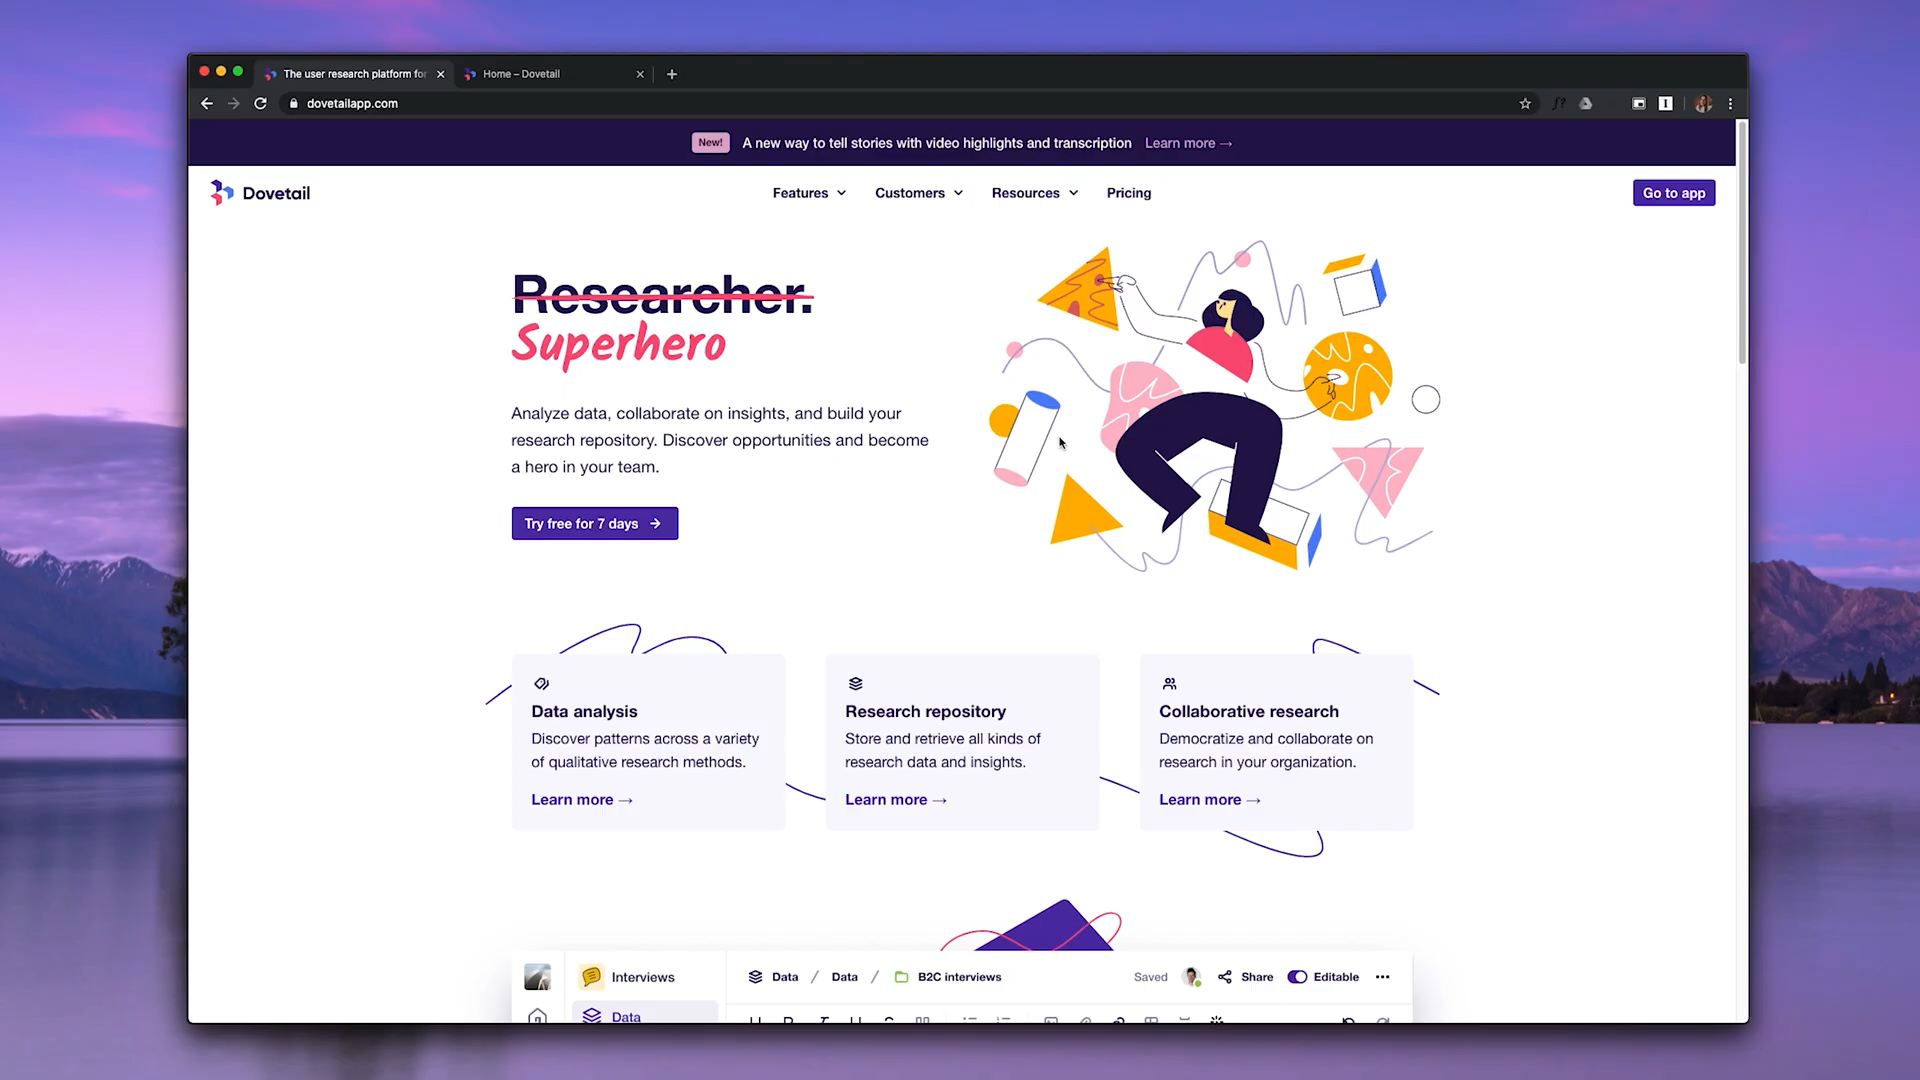 The user research platform for
Home – Dovetail
dovetailapp.com
New! A new way to tell stories with video highlights and transcription Learn more →
Dovetail
Features
Customers
Resources
Pricing
Go to app
Researcher.
Superhero
Analyze data, collaborate on insights, and build your
research repository. Discover opportunities and become
a hero in your team.
Try free for 7 days →
Data analysis
Discover patterns across a variety
of qualitative research methods.
Learn more →
Research repository
Store and retrieve all kinds of
research data and insights.
Learn more →
Collaborative research
Democratize and collaborate on
research in your organization.
Learn more →
Interviews
Data
Data / Data / B2C interviews
Saved
Share
Editable